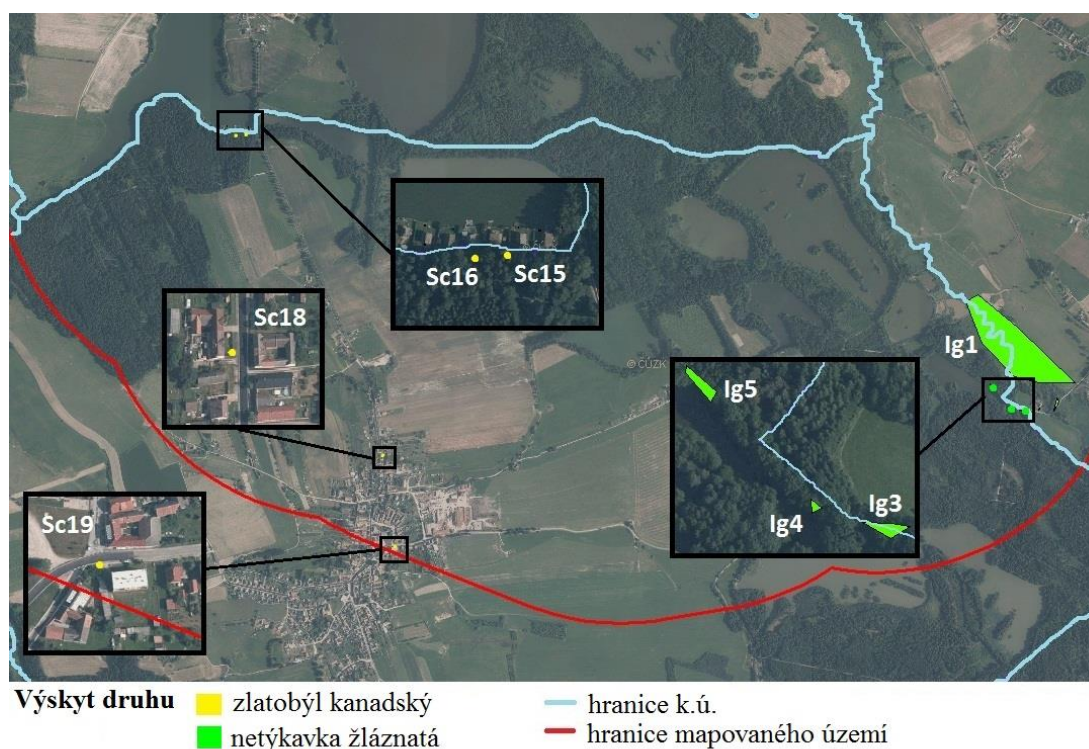 Sc16
Sc15
Sc18
Ig1
© ČÚZK
Ig5
Ig4
Ig3
Sc19
Výskyt druhu
zlatobýl kanadský
hranice k.ú.
netýkavka žláznatá
hranice mapovaného území